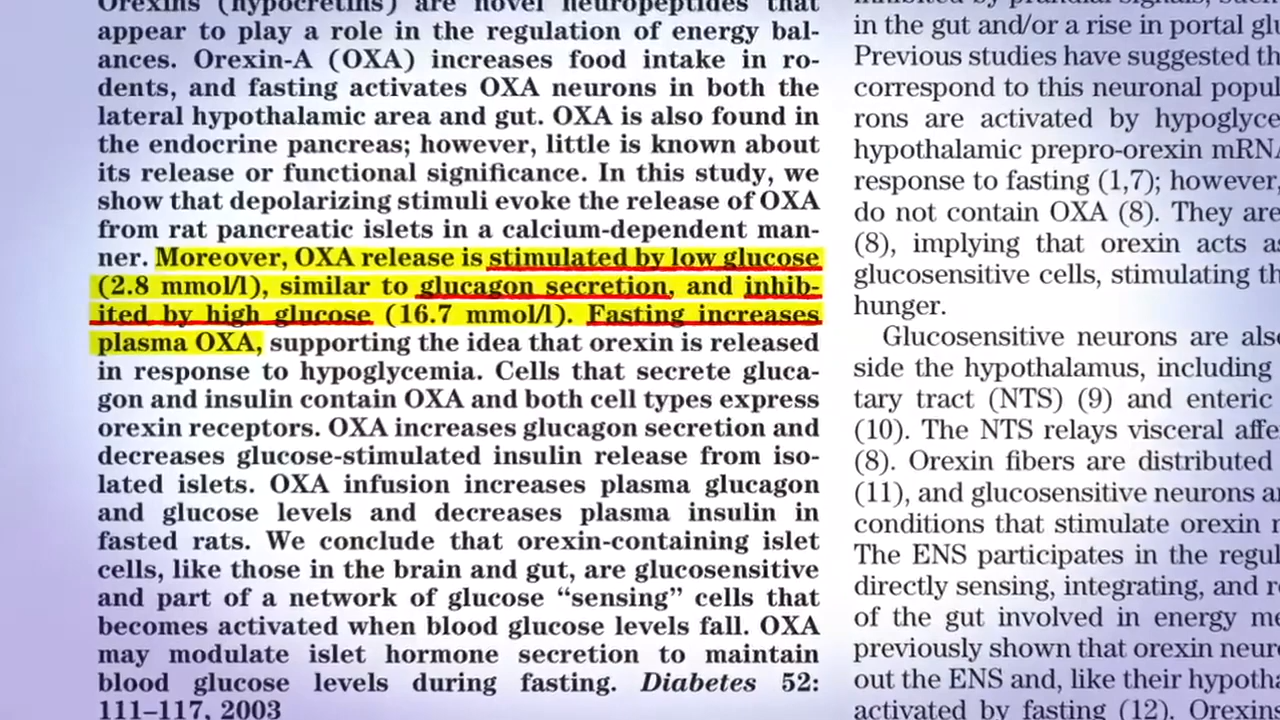 Orexins (hypocretins) are novel neuropeptides that
appear to play a role in the regulation of energy bal-
ances. Orexin-A (OXA) increases food intake in ro-
dents, and fasting activates OXA neurons in both the
lateral hypothalamic area and gut. OXA is also found in
the endocrine pancreas; however, little is known about
its release or functional significance. In this study, we
show that depolarizing stimuli evoke the release of OXA
from rat pancreatic islets in a calcium-dependent man-
ner. Moreover, OXA release is stimulated by low glucose
(2.8 mmol/l), similar to glucagon secretion, and inhib-
ited by high glucose (16.7 mmol/l). Fasting increases
plasma OXA, supporting the idea that orexin is released
in response to hypoglycemia. Cells that secrete gluca-
gon and insulin contain OXA and both cell types express
orexin receptors. OXA increases glucagon secretion and
decreases glucose-stimulated insulin release from iso-
lated islets. OXA infusion increases plasma glucagon
and glucose levels and decreases plasma insulin in
fasted rats. We conclude that orexin-containing islet
cells, like those in the brain and gut, are glucosensitive
and part of a network of glucose “sensing” cells that
becomes activated when blood glucose levels fall. OXA
may modulate islet hormone secretion to maintain
blood glucose levels during fasting. Diabetes 52:
111–117, 2003
in the gut and/or a rise in portal
Previous studies have suggested
correspond to this neuronal
rons are activated by
hypothalamic prepro-orexin
response to fasting (1,7); however,
do not contain OXA (8). They are
(8), implying that orexin acts
glucosensitive cells, stimulating
hunger.
Glucosensitive neurons are
side the hypothalamus, including
tary tract (NTS) (9) and enteric
(10). The NTS relays visceral
(8). Orexin fibers are distributed
(11), and glucosensitive neurons
conditions that stimulate orexin
The ENS participates in the
directly sensing, integrating, and
of the gut involved in energy
previously shown that orexin
out the ENS and, like their
activated by fasting (12). Orexins